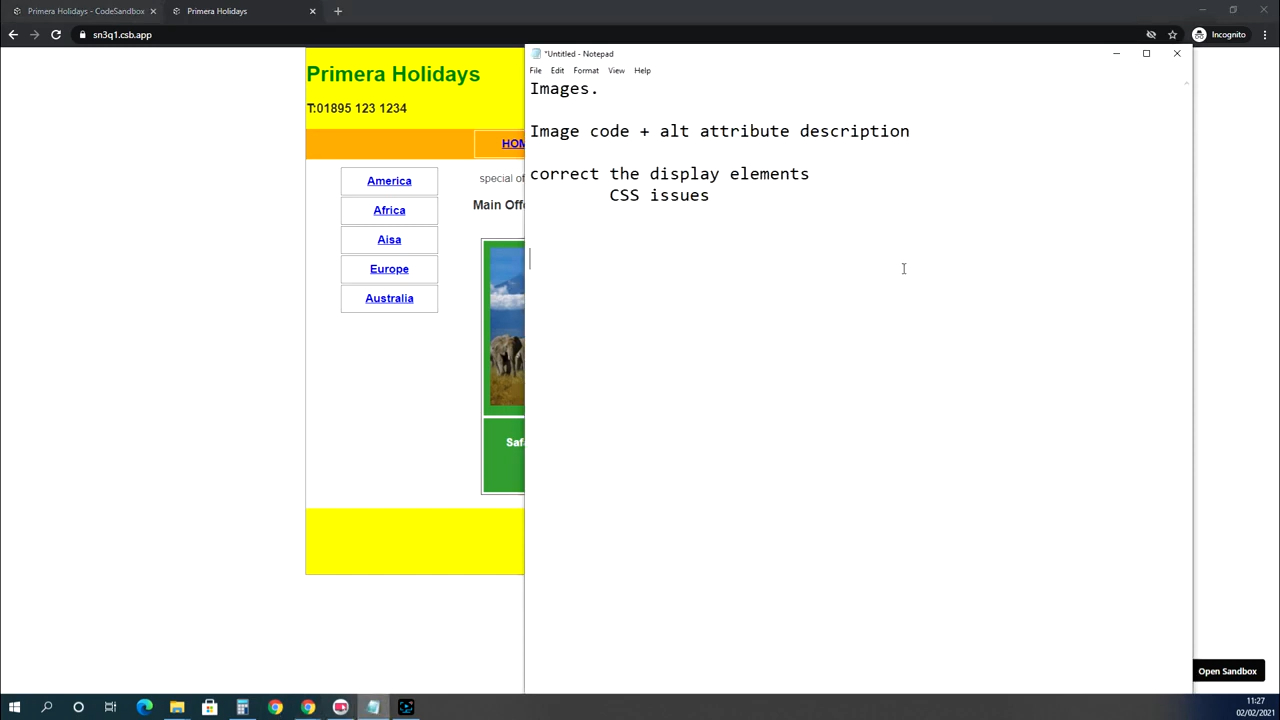 Primera Holidays - CodeSandbox
Primera Holidays
sn3q1.csb.app
Incognito
Primera Holidays
T:01895 123 1234
HOM
America
Africa
Aisa
Europe
Australia
special of
Main Offe
Safa
*Untitled - Notepad
File Edit Format View Help
Images.
Image code + alt attribute description
correct the display elements
CSS issues
Open Sandbox
11:27
02/02/2021